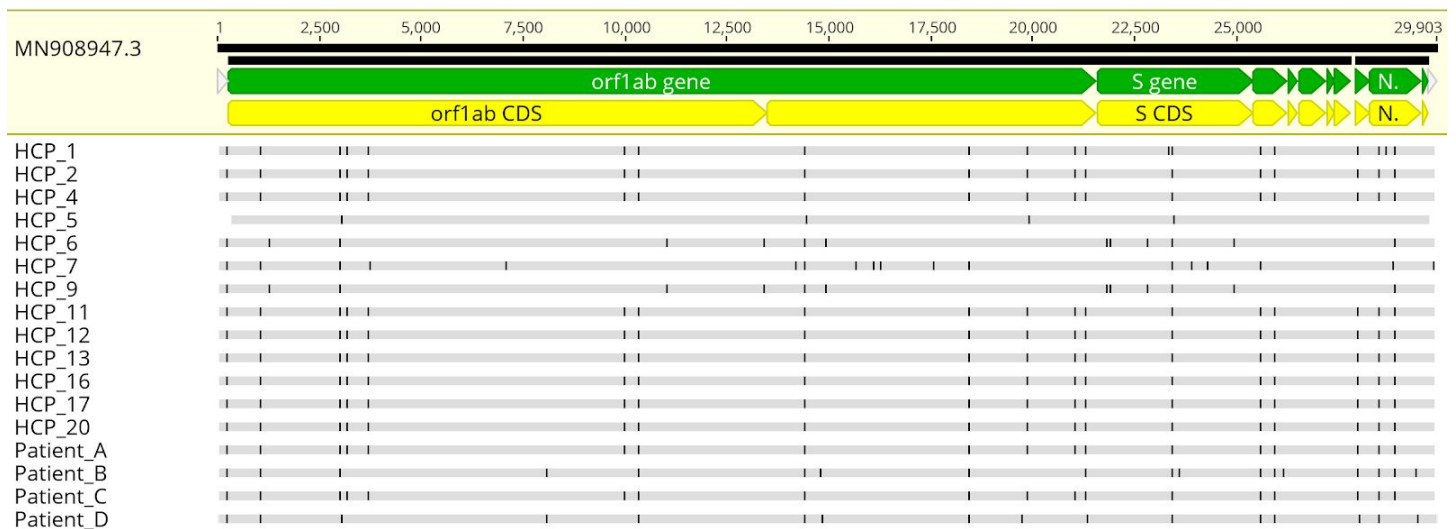 1 2,500 5,000 7,500 10,000 12,500 15,000 17,500 20,000 22,500 25,000 29,903
MN908947.3
orf1ab gene S gene N.
orf1ab CDS S CDS N.
HCP_1
HCP_2
HCP_4
HCP_5
HCP_6
HCP_7
HCP_9
HCP_11
HCP_12
HCP_13
HCP_16
HCP_17
HCP_20
Patient_A
Patient_B
Patient_C
Patient_D